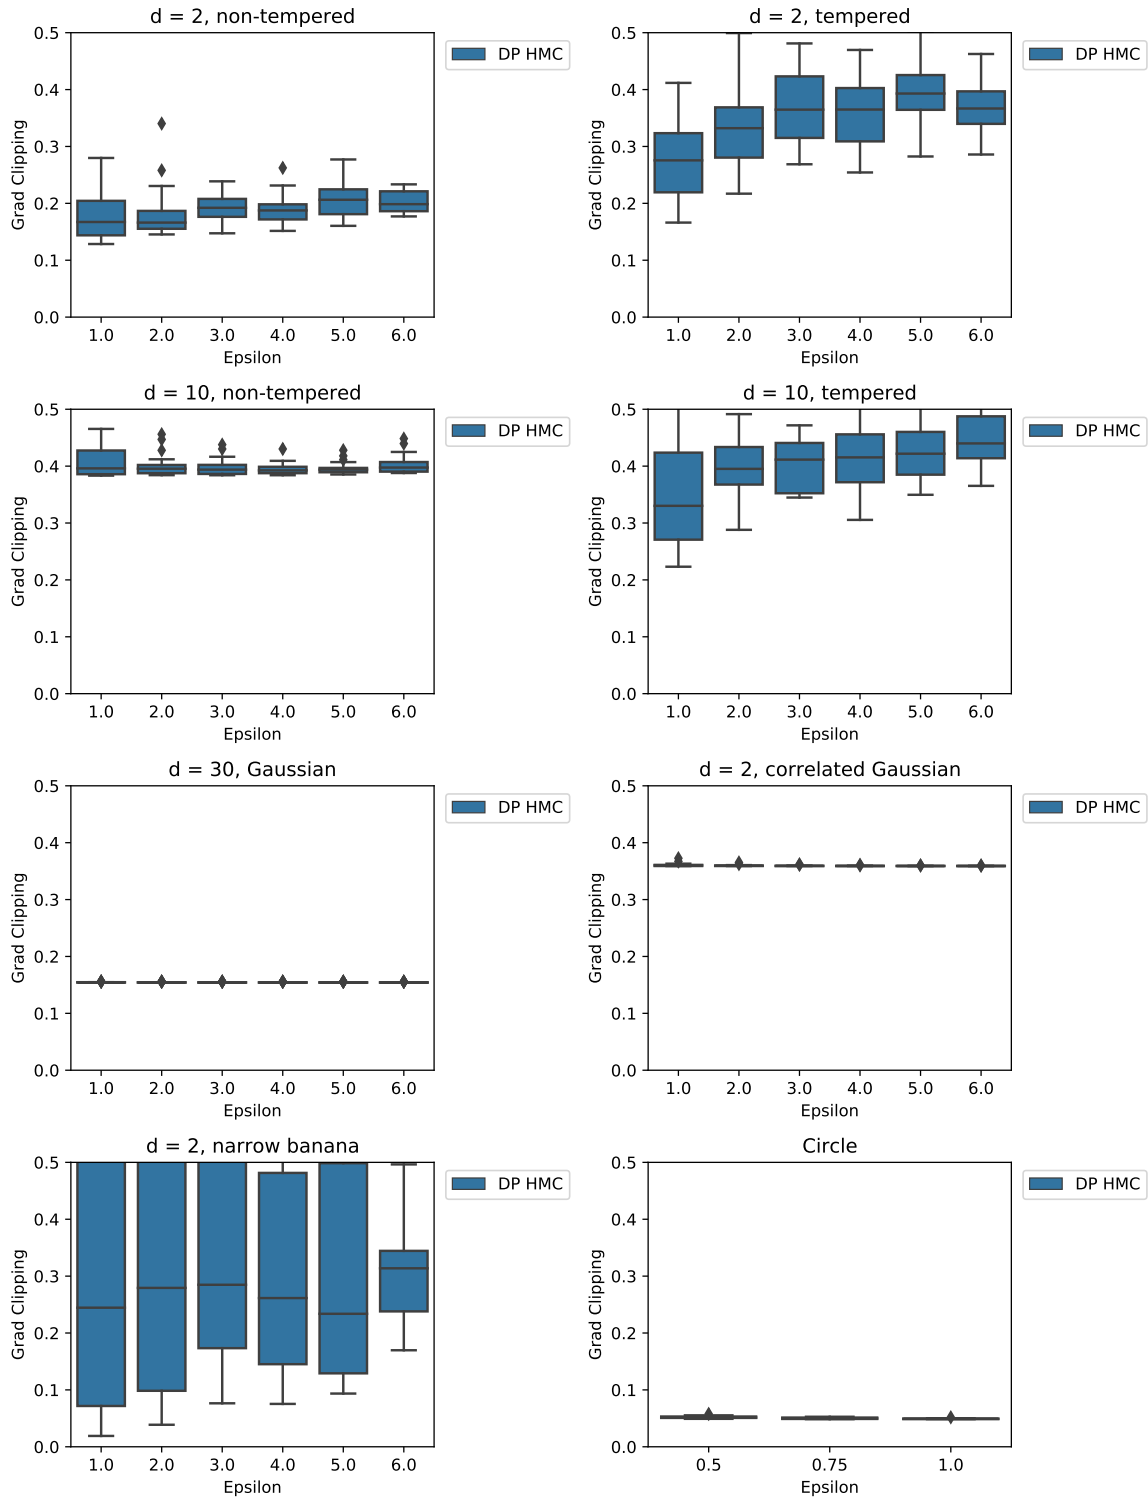 d = 2, non-tempered
0.5
0.4
0.3
0.2
0.1
0.0
Grad Clipping
1.0 2.0 3.0 4.0 5.0 6.0
Epsilon
DP HMC
d = 2, tempered
0.5
0.4
0.3
0.2
0.1
0.0
Grad Clipping
1.0 2.0 3.0 4.0 5.0 6.0
Epsilon
DP HMC
d = 10, non-tempered
0.5
0.4
0.3
0.2
0.1
0.0
Grad Clipping
1.0 2.0 3.0 4.0 5.0 6.0
Epsilon
DP HMC
d = 10, tempered
0.5
0.4
0.3
0.2
0.1
0.0
Grad Clipping
1.0 2.0 3.0 4.0 5.0 6.0
Epsilon
DP HMC
d = 30, Gaussian
0.5
0.4
0.3
0.2
0.1
0.0
Grad Clipping
1.0 2.0 3.0 4.0 5.0 6.0
Epsilon
DP HMC
d = 2, correlated Gaussian
0.5
0.4
0.3
0.2
0.1
0.0
Grad Clipping
1.0 2.0 3.0 4.0 5.0 6.0
Epsilon
DP HMC
d = 2, narrow banana
0.5
0.4
0.3
0.2
0.1
0.0
Grad Clipping
1.0 2.0 3.0 4.0 5.0 6.0
Epsilon
DP HMC
Circle
0.5
0.4
0.3
0.2
0.1
0.0
Grad Clipping
0.5 0.75 1.0
Epsilon
DP HMC